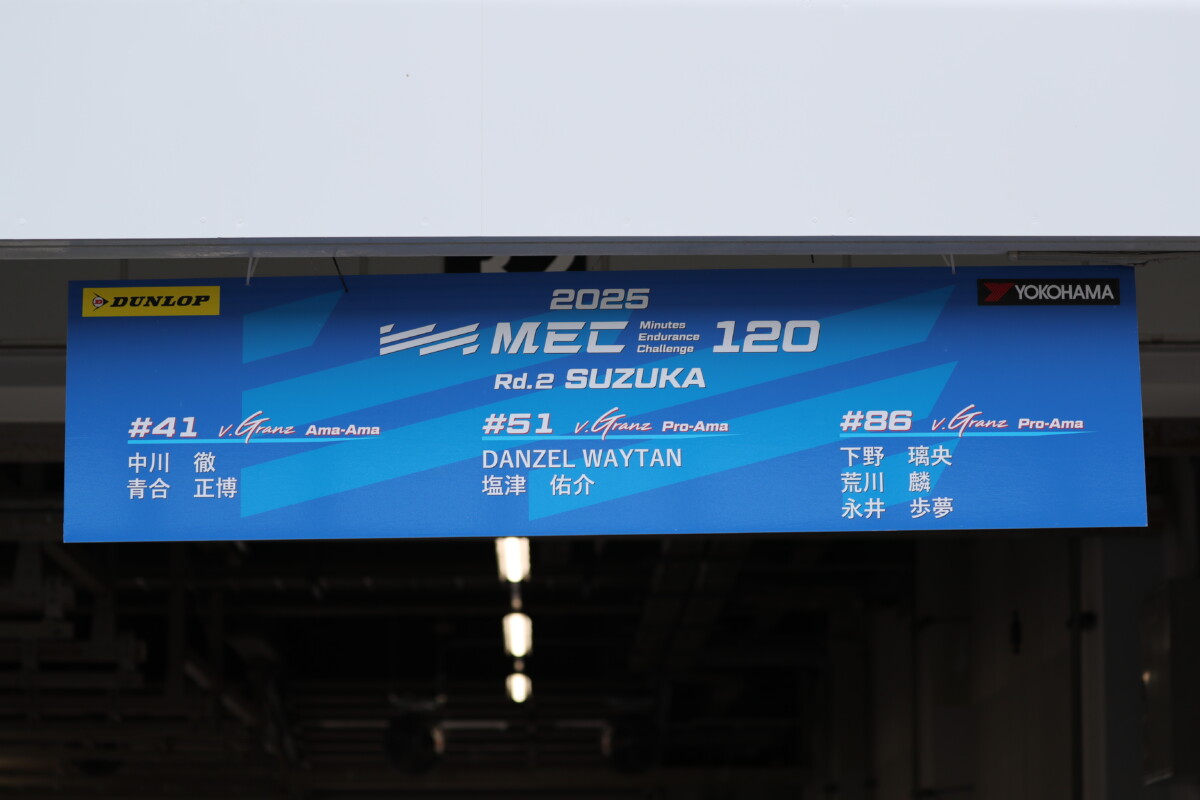 DUNLOP
YOKOHAMA
2025
MEC Minutes Endurance Challenge 120
Rd.2 SUZUKA
#41 v.Granz Ama-Ama
中川 徹
青合 正博
#51 v.Granz Pro-Ama
DANZEL WAYTAN
塩津 佑介
#86 v.Granz Pro-Ama
下野 璃央
荒川 麟
永井 歩夢